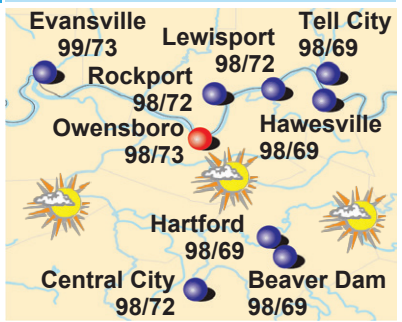 Evansville
99/73
Lewisport
98/72
Tell City
98/69
Rockport
98/72
Owensboro
98/73
Hawesville
98/69
Hartford
98/69
Central City
98/72
Beaver Dam
98/69